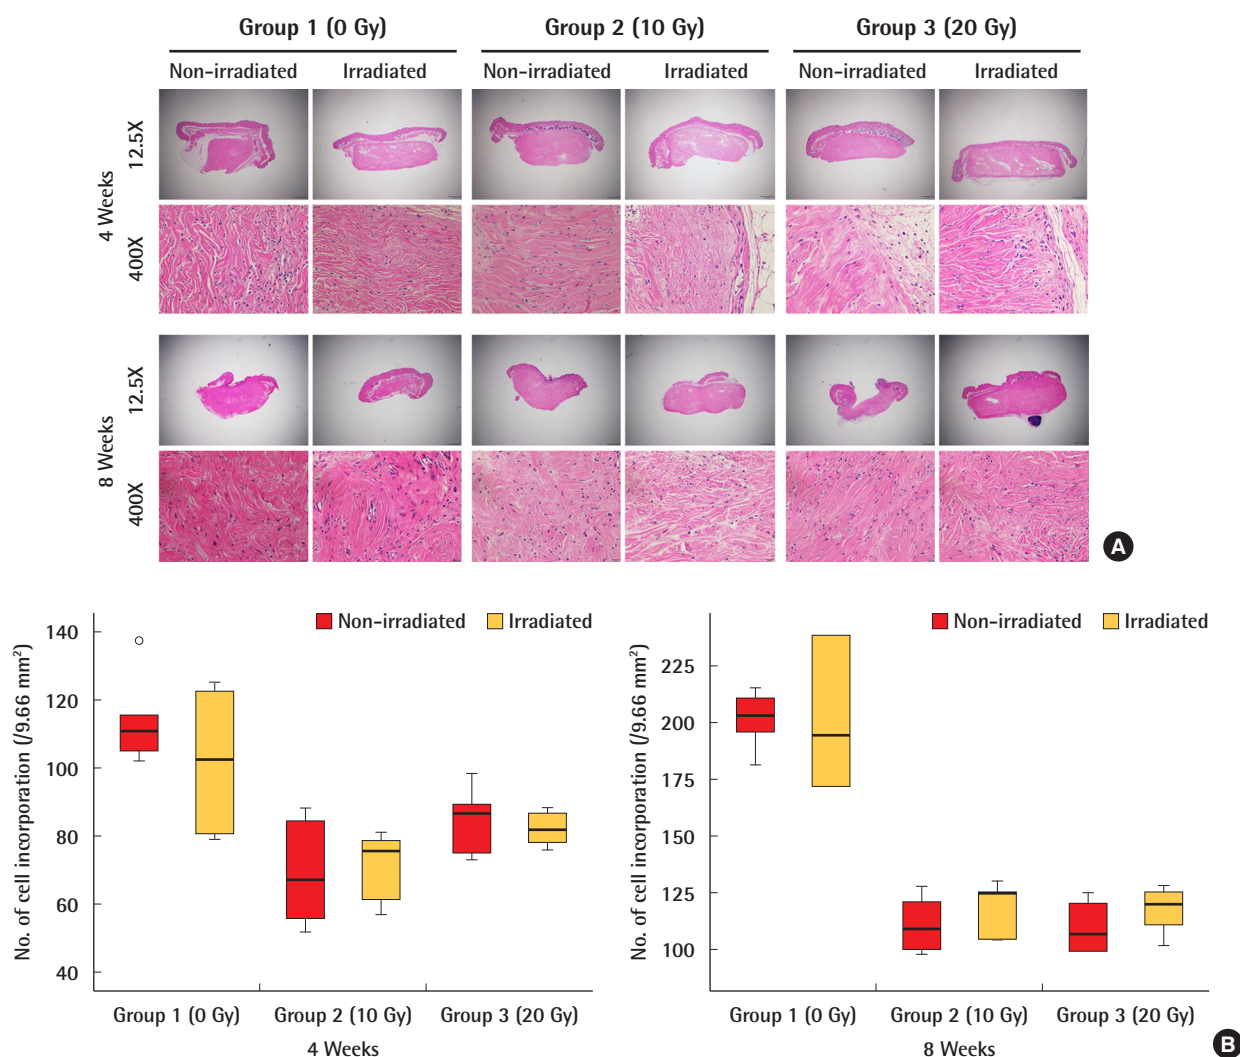 Group 1 (0 Gy) Group 2 (10 Gy) Group 3 (20 Gy)
Non-irradiated Irradiated Non-irradiated Irradiated Non-irradiated Irradiated
4 Weeks
12.5X
400X
8 Weeks
12.5X
400X
A
No. of cell incorporation (/9.66 mm²)
140
120
100
80
60
40
Non-irradiated Irradiated
Group 1 (0 Gy) Group 2 (10 Gy) Group 3 (20 Gy)
4 Weeks
No. of cell incorporation (/9.66 mm²)
225
200
175
150
125
100
Non-irradiated Irradiated
Group 1 (0 Gy) Group 2 (10 Gy) Group 3 (20 Gy)
8 Weeks
B